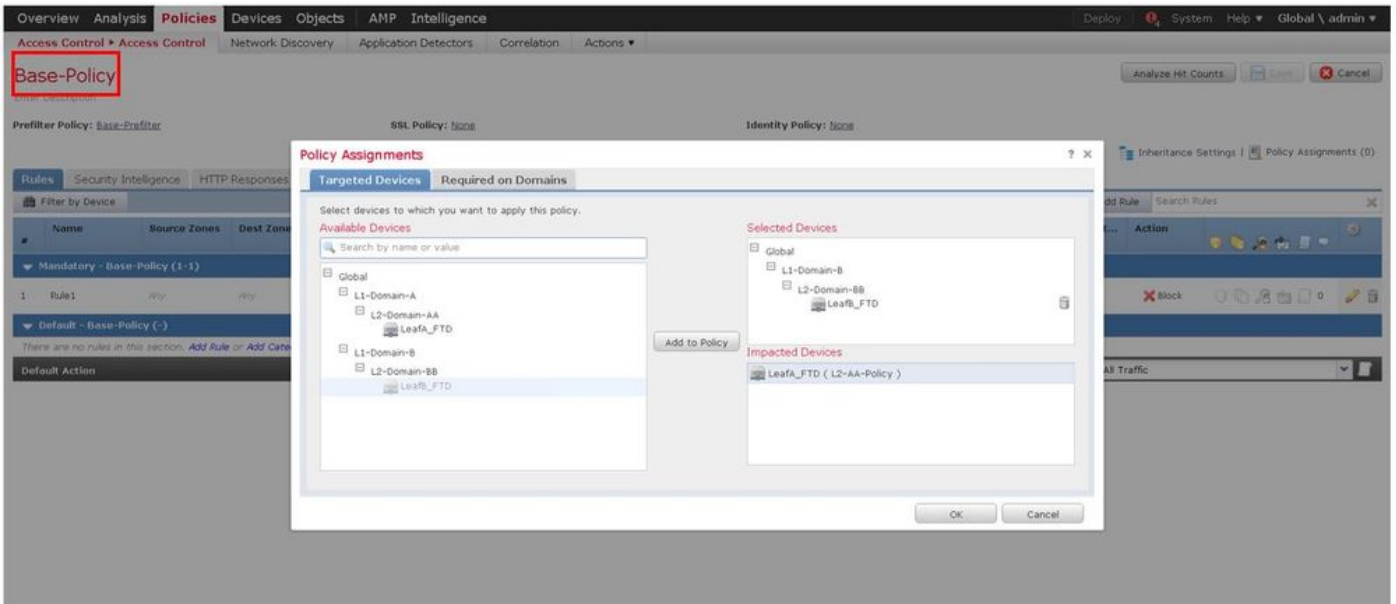 Overview Analysis Policies Devices Objects AMP Intelligence Deploy 4 System Help Global \ admin
Access Control Access Control Network Discovery Application Detectors Correlation Actions
Base-Policy
Analyze Hit Counts Save Cancel
Enter Description
Prefilter Policy: Base-Prefilter SSL Policy: None Identity Policy: None
Inheritance Settings | Policy Assignments (0)
Policy Assignments ? ×
Rules Security Intelligence HTTP Responses
Targeted Devices Required on Domains
Filter by Device
dd Rule Search Rules
Select devices to which you want to apply this policy.
Available Devices
Selected Devices
# Name Source Zones Dest Zone
... Action
Search by name or value
Global
L1-Domain-A
L2-Domain-AA
LeafA_FTD
L1-Domain-B
L2-Domain-BB
LeafB_FTD
Add to Policy
Global
L1-Domain-B
L2-Domain-BB
LeafB_FTD
Impacted Devices
LeafA_FTD ( L2-AA-Policy )
Mandatory - Base-Policy (1-1)
1 Rule1 Any Any Block 0
Default - Base-Policy (-)
There are no rules in this section. Add Rule or Add Cate
Default Action All Traffic
OK Cancel